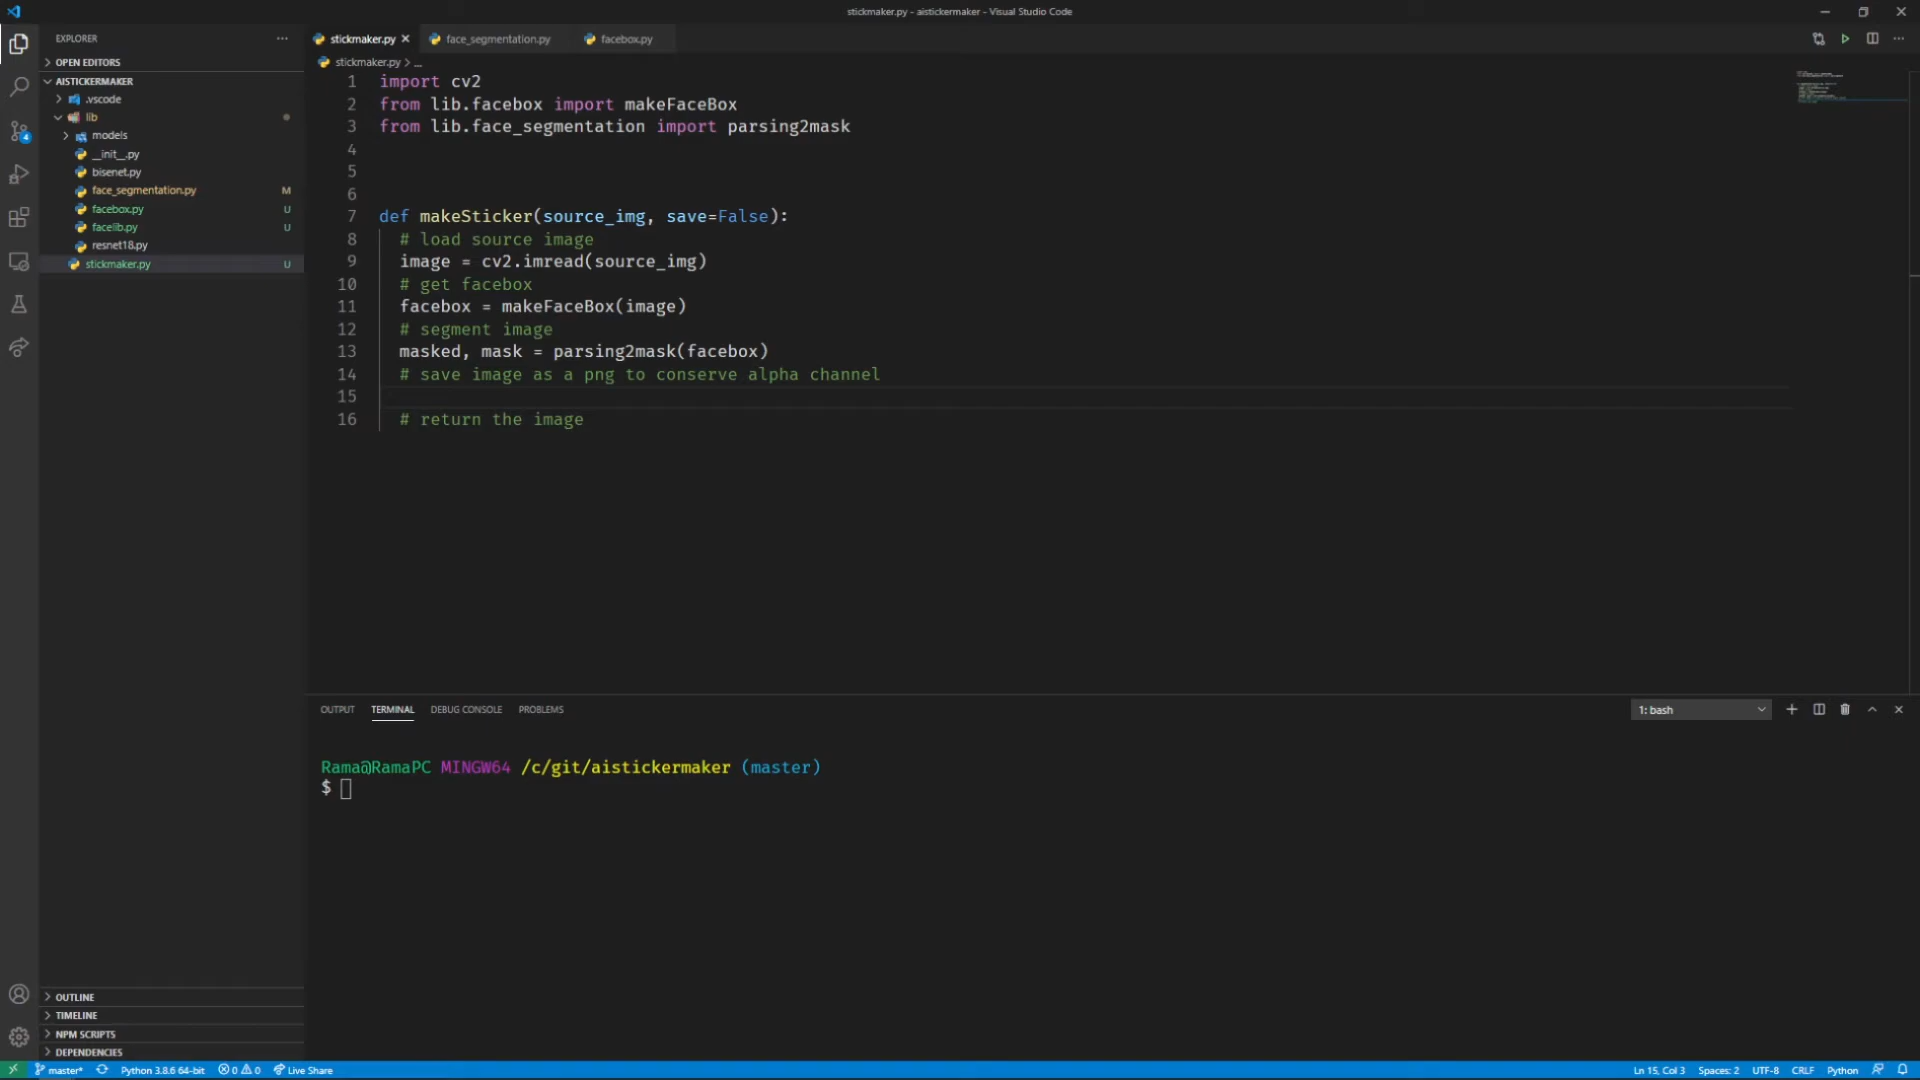 stickmaker.py - aistickermaker - Visual Studio Code
EXPLORER
OPEN EDITORS
AISTICKERMAKER
.vscode
lib
models
__init__.py
bisenet.py
face_segmentation.py M
facebox.py U
facelib.py U
resnet18.py
stickmaker.py U
OUTLINE
TIMELINE
NPM SCRIPTS
DEPENDENCIES
4
stickmaker.py face_segmentation.py facebox.py
stickmaker.py > ...
1 import cv2
2 from lib.facebox import makeFaceBox
3 from lib.face_segmentation import parsing2mask
4
5
6
7 def makeSticker(source_img, save=False):
8 # load source image
9 image = cv2.imread(source_img)
10 # get facebox
11 facebox = makeFaceBox(image)
12 # segment image
13 masked, mask = parsing2mask(facebox)
14 # save image as a png to conserve alpha channel
15
16 # return the image
OUTPUT TERMINAL DEBUG CONSOLE PROBLEMS 1: bash
Rama@RamaPC MINGW64 /c/git/aistickermaker (master)
$
master* Python 3.8.6 64-bit 0 0 Live Share Ln 15, Col 3 Spaces: 2 UTF-8 CRLF Python